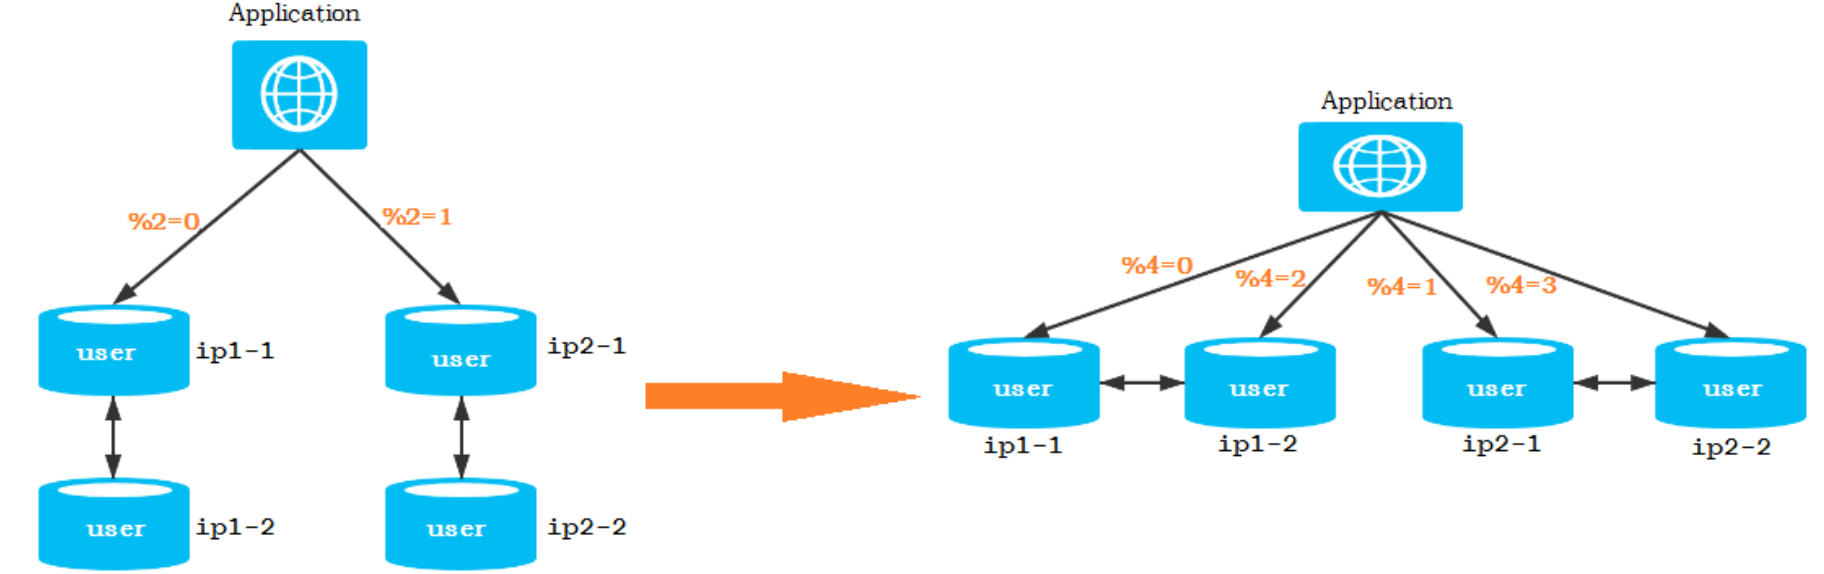 Application
%2=0
%2=1
user
ip1-1
user
ip2-1
user
ip1-2
user
ip2-2
Application
%4=0
%4=2
%4=1
%4=3
user
user
user
user
ip1-1
ip1-2
ip2-1
ip2-2